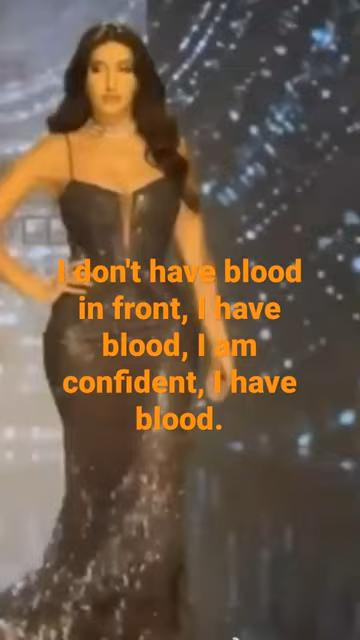 I don't have blood
in front, I have
blood, I am
confident, I have
blood.